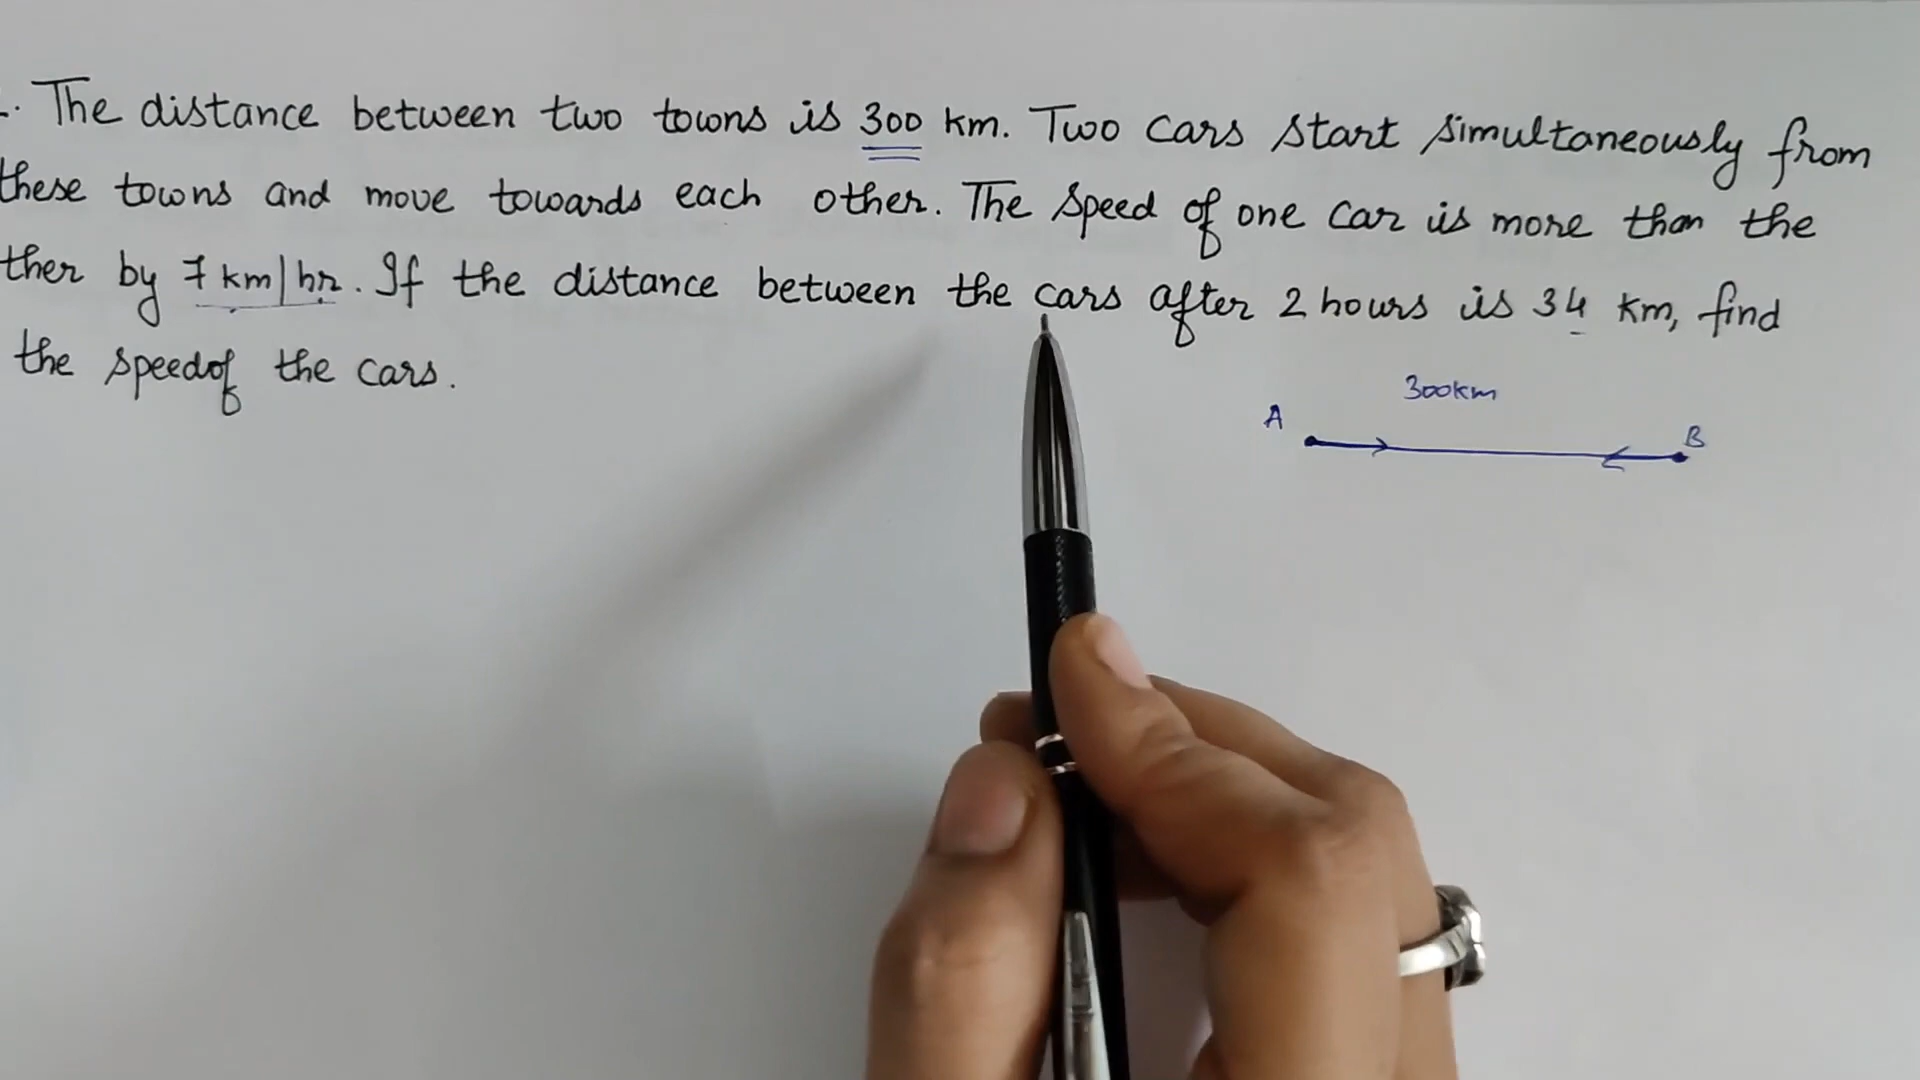 . The distance between two towns is 300 km. Two cars start simultaneously from
these towns and move towards each other. The speed of one car is more than the
ther by 7 km/hr. If the distance between the cars after 2 hours is 34 km, find
the speed of the cars.
300km
A
B